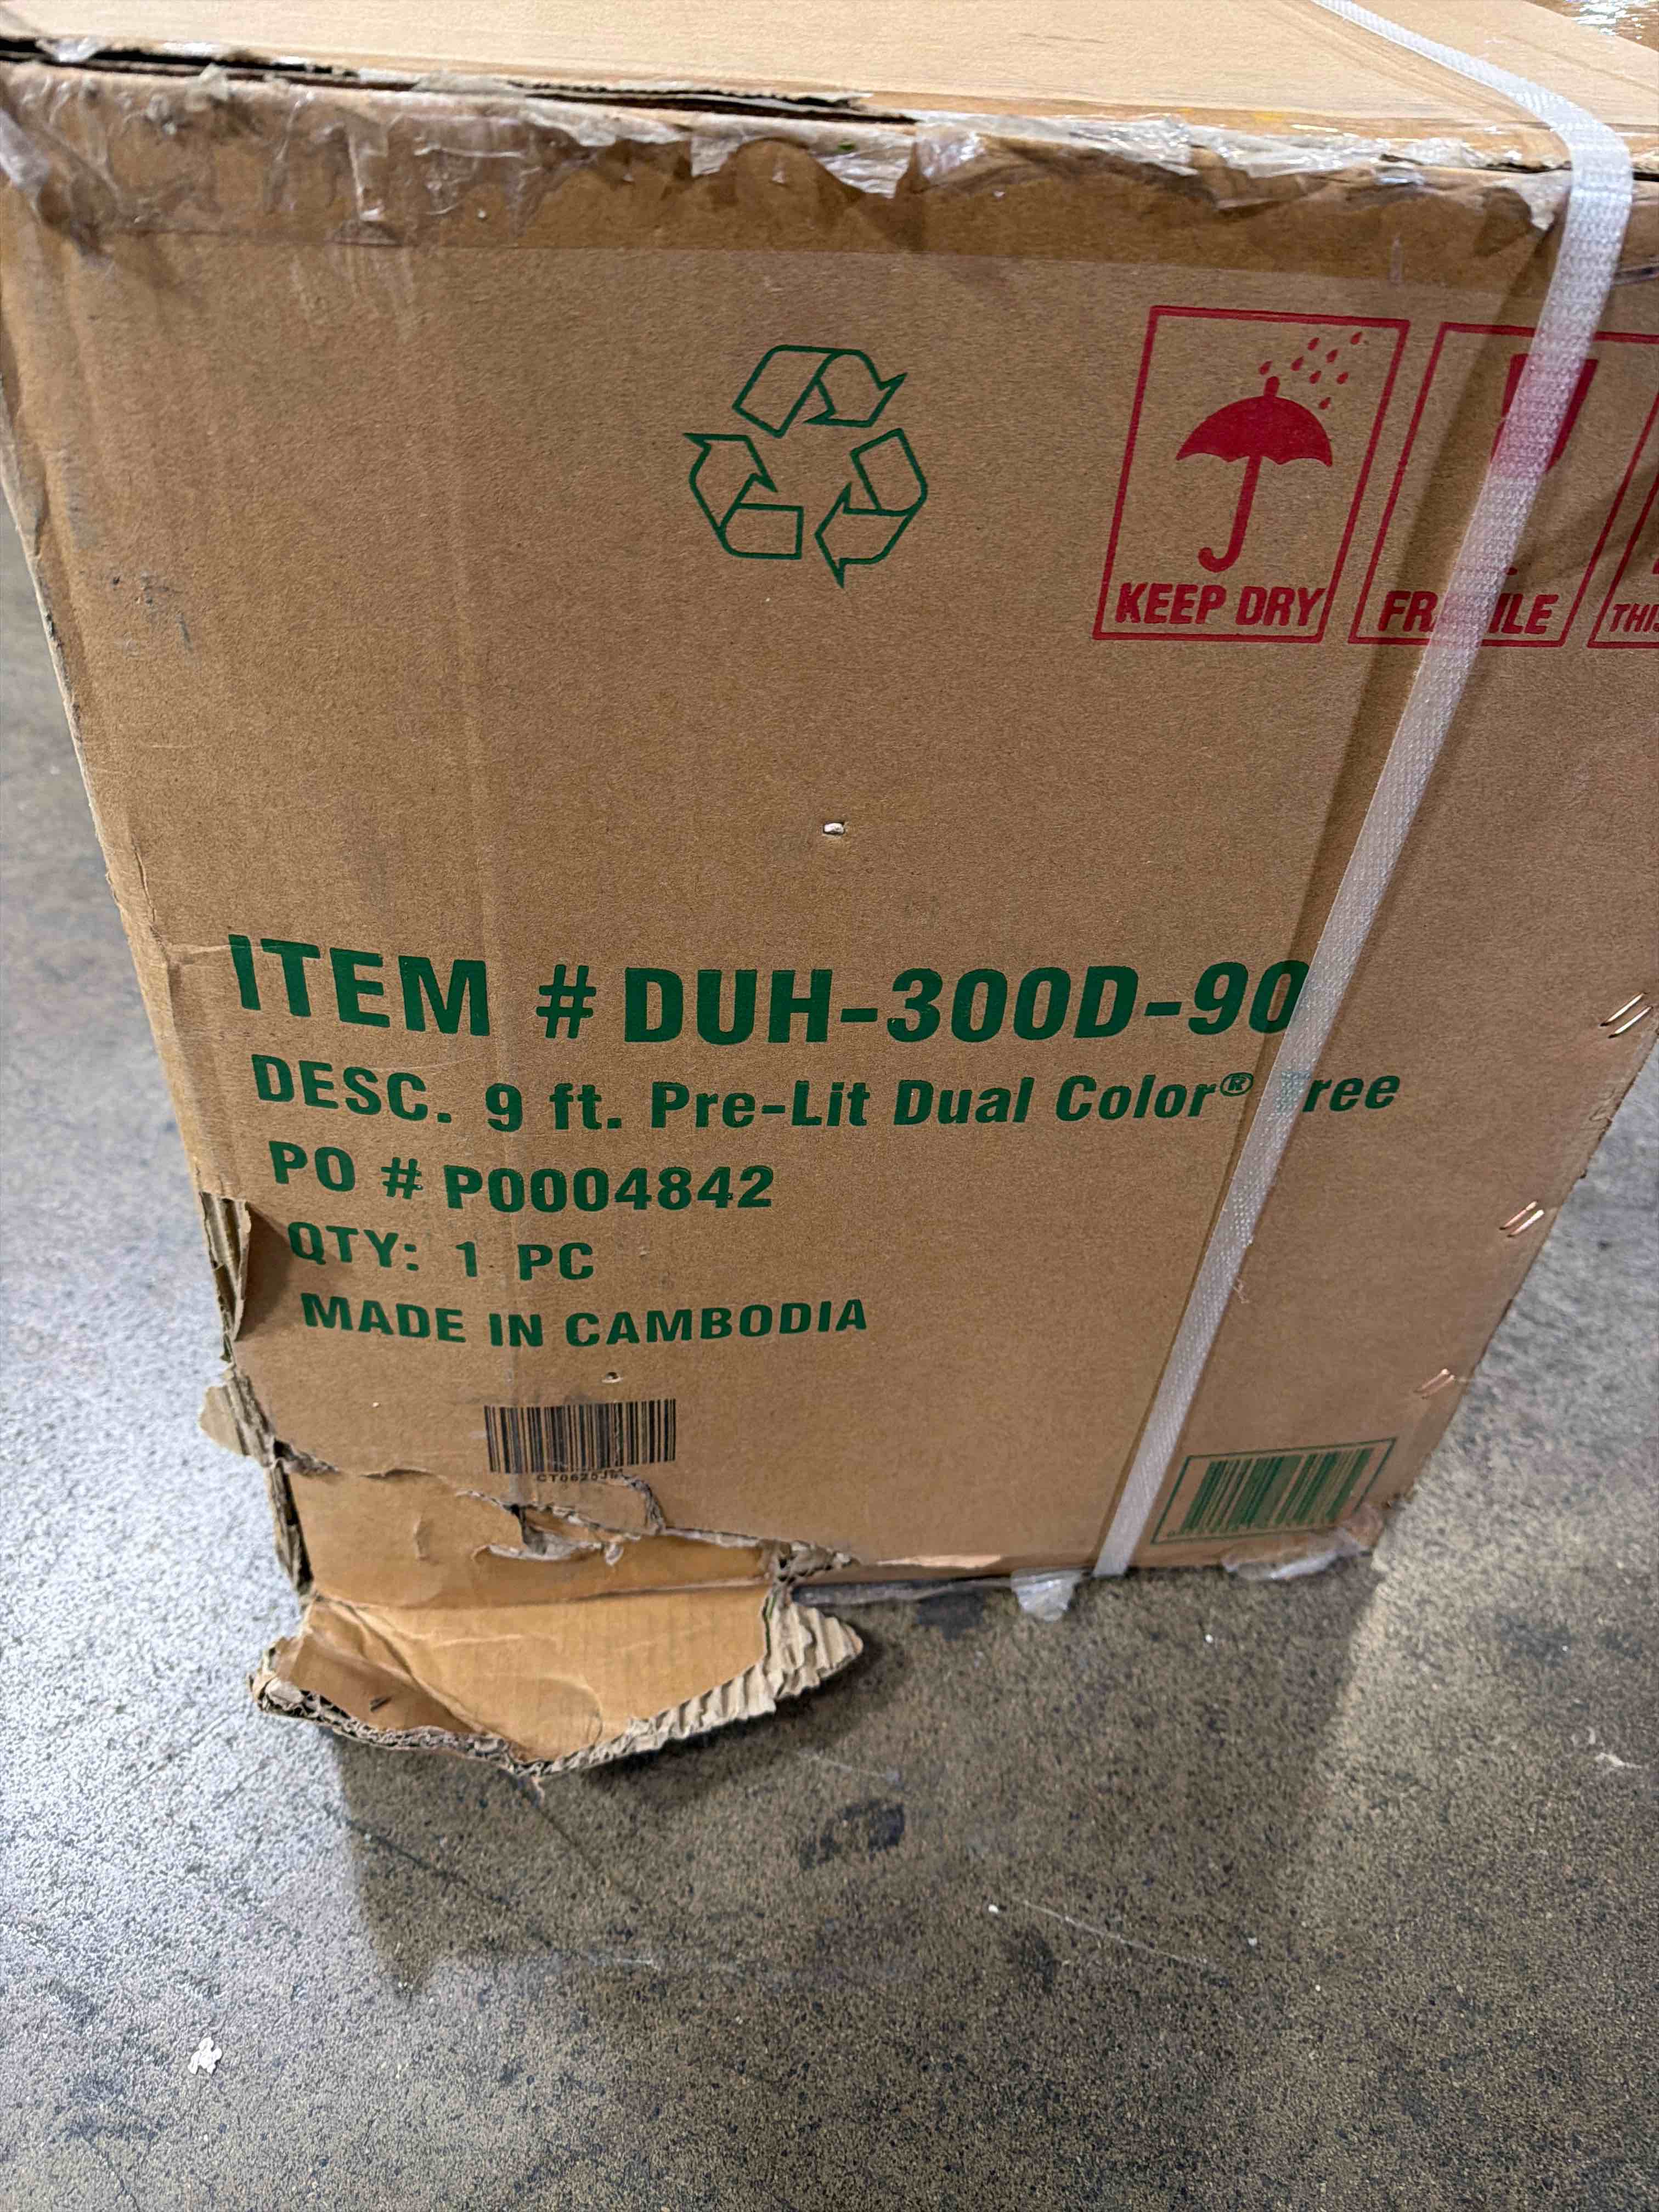 KEEP DRY
ITEM # DUH-300D-90
DESC. 9 ft. Pre-Lit Dual Color®
PO # P0004842
QTY: 1 PC
MADE IN CAMBODIA